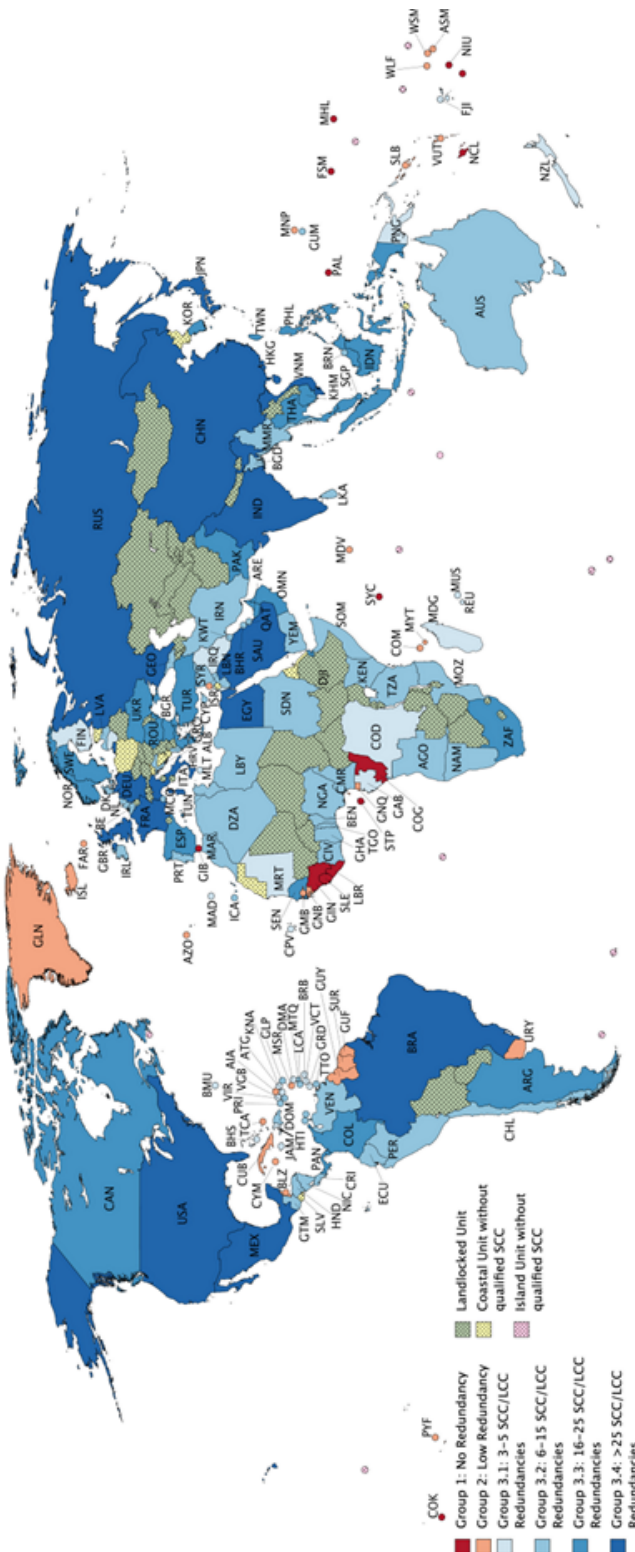 GLN
ISL
FAR
NOR
SWE
FIN
LVA
RUS
CAN
USA
MEX
GBR
IRL
DK
NL
BE
DEU
FRA
UKR
ROU
GEO
BGR
TUR
ITA
MCO
ESP
PRT
GIB
MAR
TUN
MLT
ALB
CYP
SYR
LBN
ISR
IRQ
KWT
IRN
PAK
ARE
BHR
QAT
SAU
OMN
YEM
EGY
LBY
DZA
SDN
DJI
SOM
AZO
MAD
ICA
MRT
SEN
CPV
GMB
GNB
GIN
SLE
LBR
CIV
GHA
TGO
BEN
NGA
CMR
STP
GNQ
GAB
COG
COD
AGO
NAM
ZAF
MOZ
TZA
KEN
COM
MYT
MDG
MUS
REU
SYC
MDV
LKA
IND
BGD
MMR
THA
CHN
VNM
KHM
SGP
BRN
IDN
HKG
TWN
PHL
KOR
JPN
MNP
GUM
PAL
FSM
MHL
PNG
SLB
VUT
NCL
FJI
WLF
WSM
ASM
NIU
NZL
AUS
BMU
BHS
TCA
CUB
CYM
JAM
HTI
DOM
PRI
VIR
VGB
AIA
ATG
KNA
MSR
GLP
DMA
MTQ
LCA
BRB
VCT
GRD
TTO
GUY
SUR
GUF
BLZ
GTM
SLV
HND
NIC
CRI
PAN
COL
VEN
ECU
PER
BRA
URY
ARG
CHL
COK
PYF
Group 1: No Redundancy
Group 2: Low Redundancy
Group 3.1: 3–5 SCC/LCC
Redundancies
Group 3.2: 6–15 SCC/LCC
Redundancies
Group 3.3: 16–25 SCC/LCC
Redundancies
Group 3.4: >25 SCC/LCC
Redundancies
Landlocked Unit
Coastal Unit without
qualified SCC
Island Unit without
qualified SCC